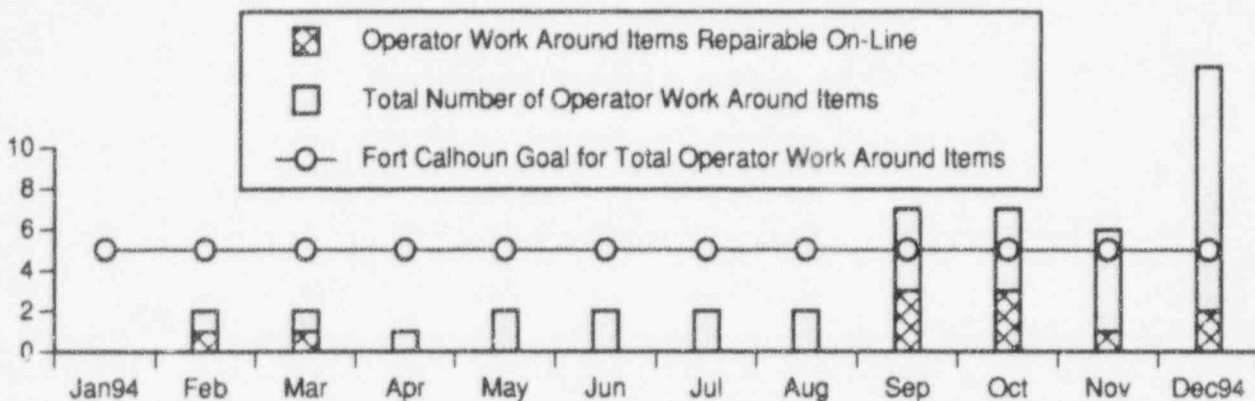 Operator Work Around Items Repairable On-Line
Total Number of Operator Work Around Items
Fort Calhoun Goal for Total Operator Work Around Items
10
8
6
4
2
0
Jan94 Feb Mar Apr May Jun Jul Aug Sep Oct Nov Dec94